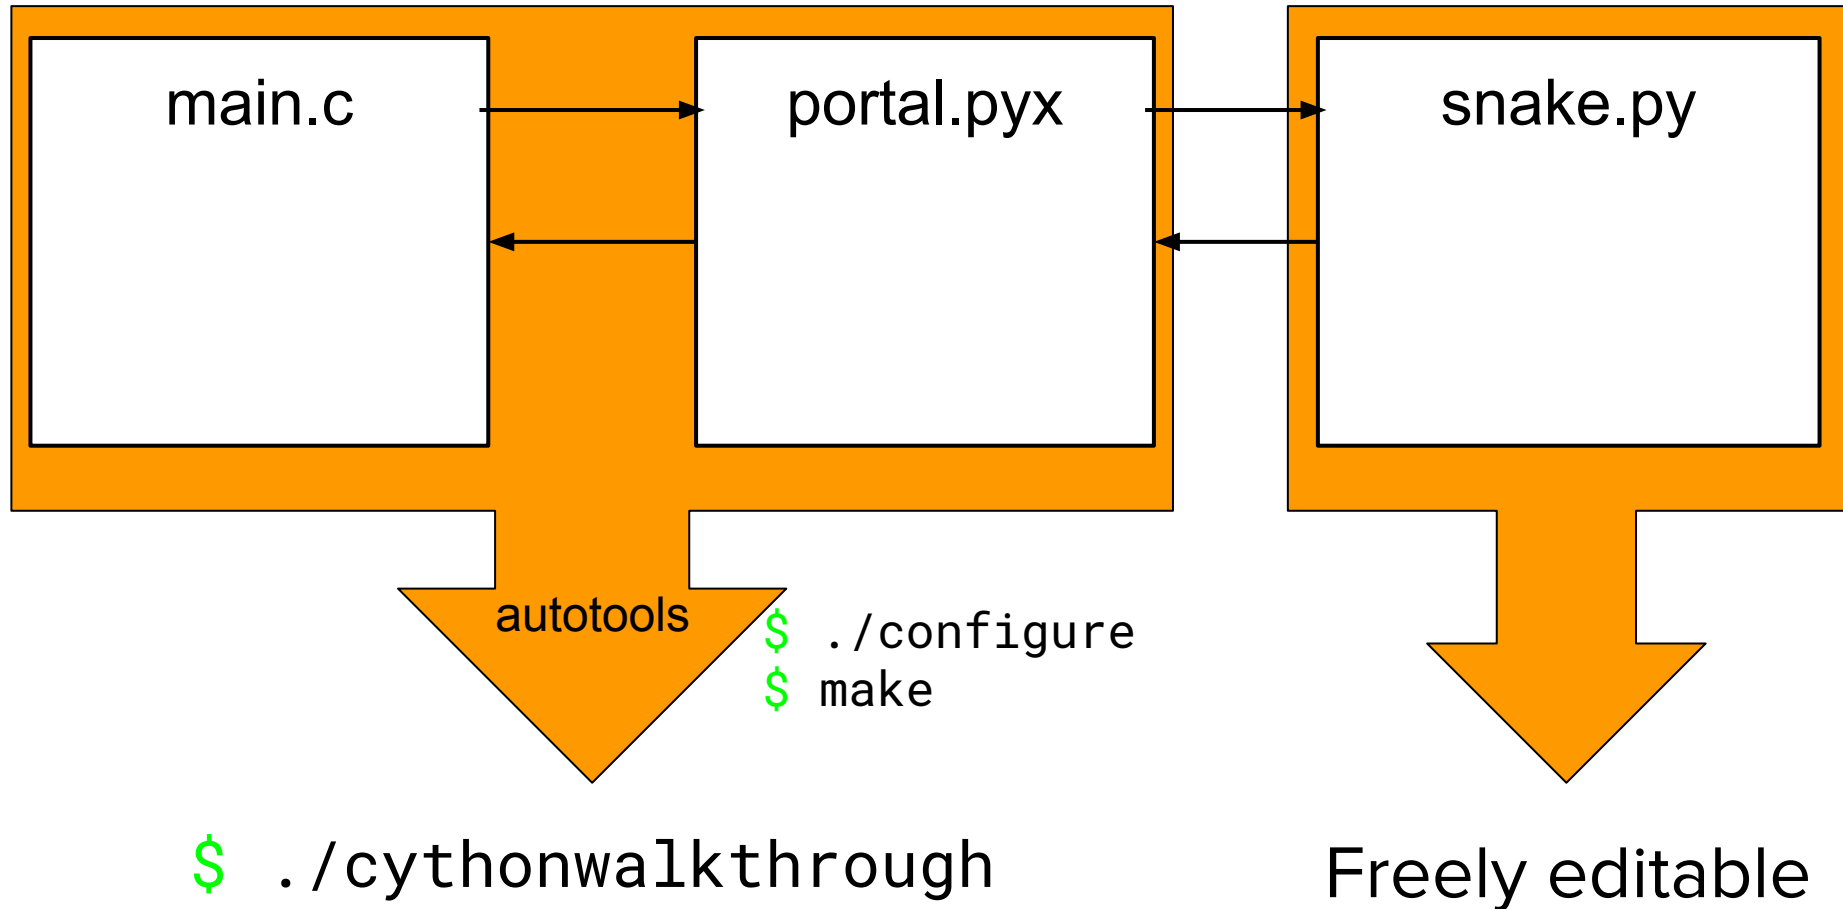 main.c
portal.pyx
snake.py
autotools
$ ./configure
$ make
$ ./cythonwalkthrough
Freely editable